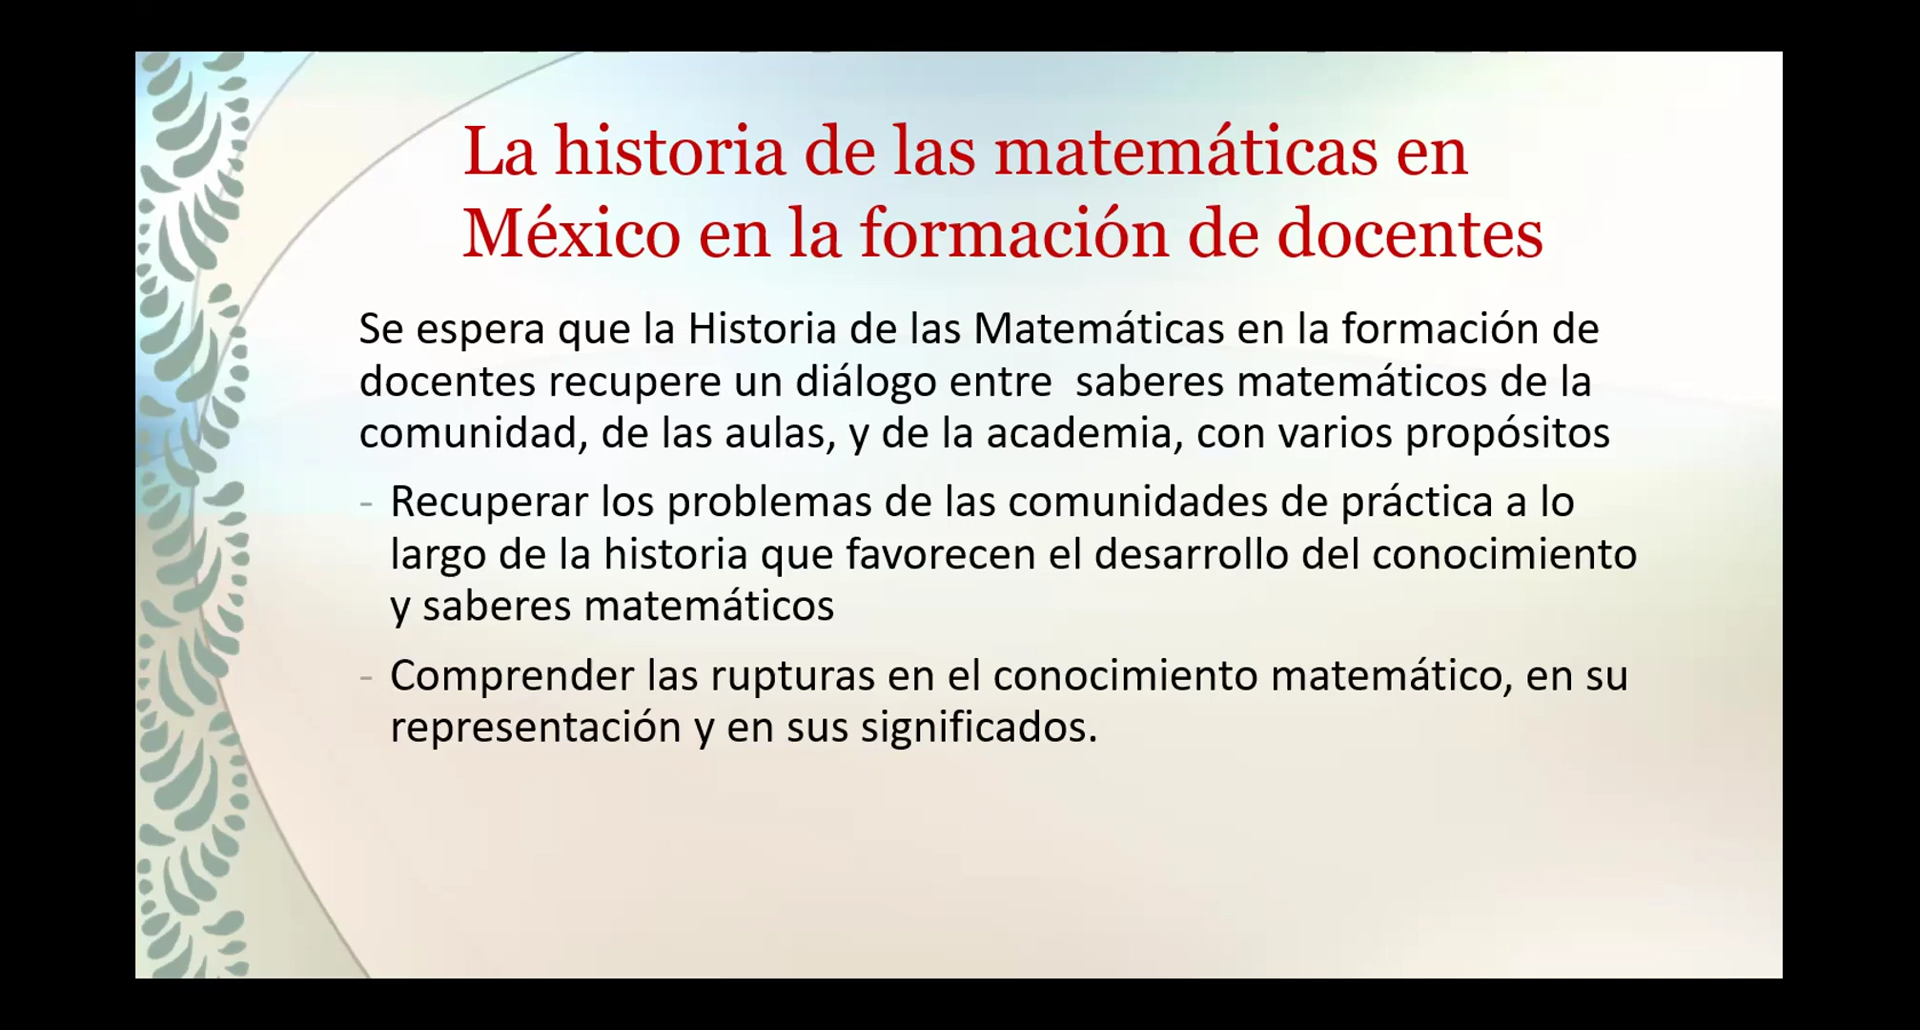 La historia de las matemáticas en
México en la formación de docentes
Se espera que la Historia de las Matemáticas en la formación de
docentes recupere un diálogo entre  saberes matemáticos de la
comunidad, de las aulas, y de la academia, con varios propósitos
- Recuperar los problemas de las comunidades de práctica a lo
largo de la historia que favorecen el desarrollo del conocimiento
y saberes matemáticos
- Comprender las rupturas en el conocimiento matemático, en su
representación y en sus significados.